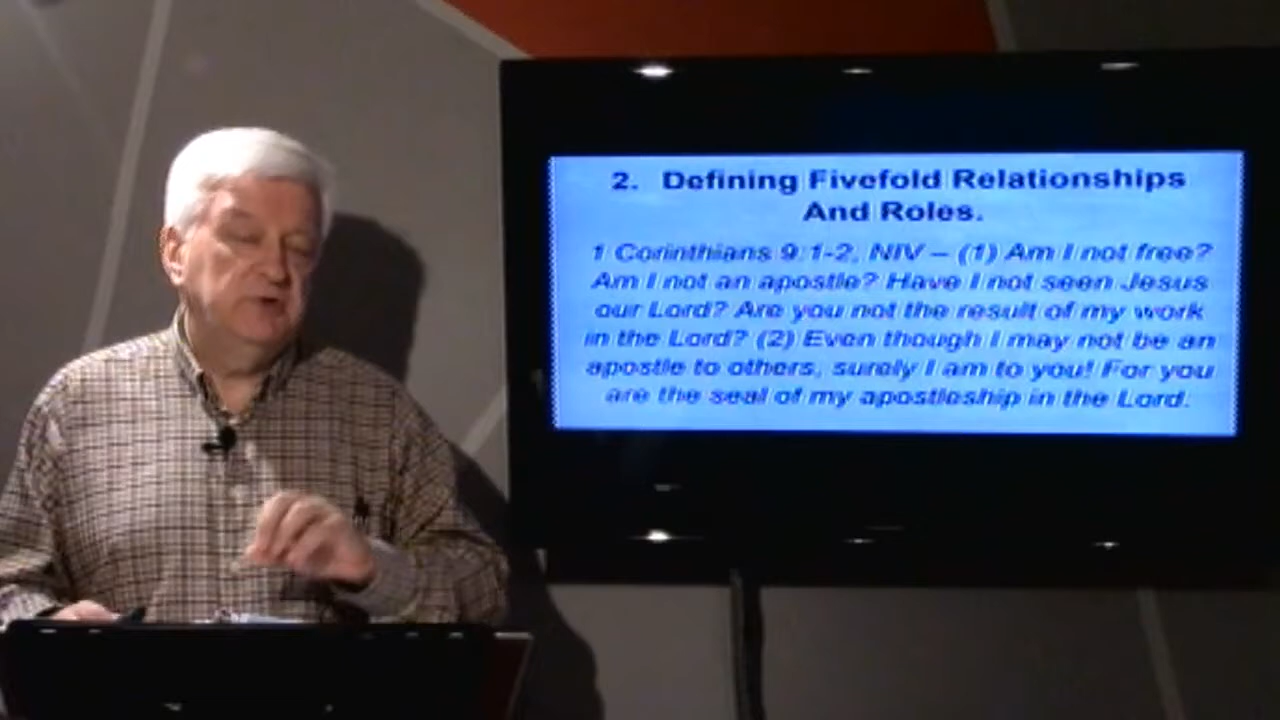 2. Defining Fivefold Relationships
And Roles.
1 Corinthians 9:1-2, NIV – (1) Am I not free?
Am I not an apostle? Have I not seen Jesus
our Lord? Are you not the result of my work
in the Lord? (2) Even though I may not be an
apostle to others, surely I am to you! For you
are the seal of my apostleship in the Lord.